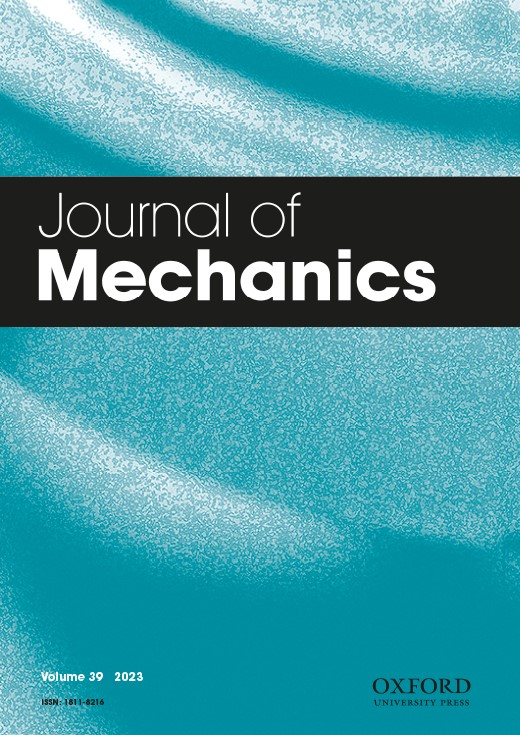 Journal of
Mechanics
Volume 39 2023
ISSN: 1811-8216
OXFORD
UNIVERSITY PRESS